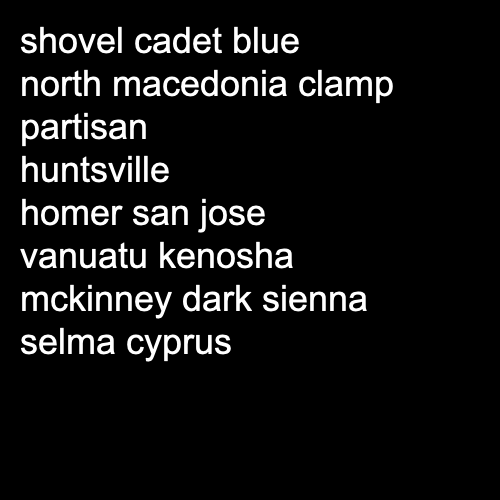 shovel cadet blue
north macedonia clamp
partisan
huntsville
homer san jose
vanuatu kenosha
mckinney dark sienna
selma cyprus